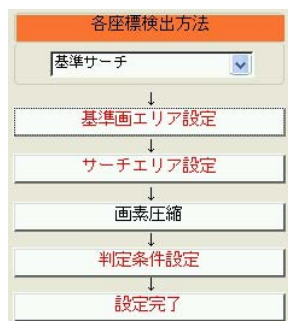 各座標検出方法
基準サーチ
↓
基準画エリア設定
↓
サーチエリア設定
↓
画素圧縮
↓
判定条件設定
↓
設定完了